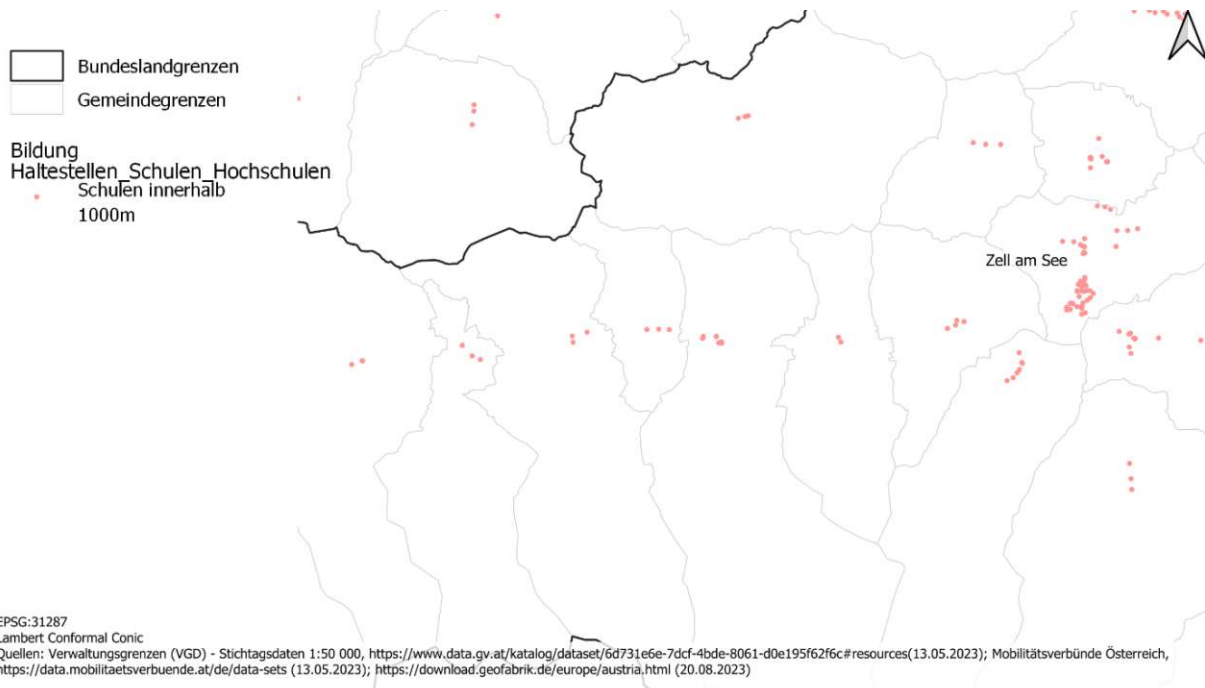 Bundeslandgrenzen
Gemeindegrenzen
Bildung
Haltestellen_Schulen_Hochschulen
Schulen innerhalb
1000m
Zell am See
EPSG:31287
Lambert Conformal Conic
Quellen: Verwaltungsgrenzen (VGD) - Stichtagsdaten 1:50 000, https://www.data.gv.at/katalog/dataset/6d731e6e-7dcf-4bde-8061-d0e195f62f6c#resources(13.05.2023); Mobilitätsverbünde Österreich,
https://data.mobilitaetsverbuende.at/de/data-sets (13.05.2023); https://download.geofabrik.de/europe/austria.html (20.08.2023)